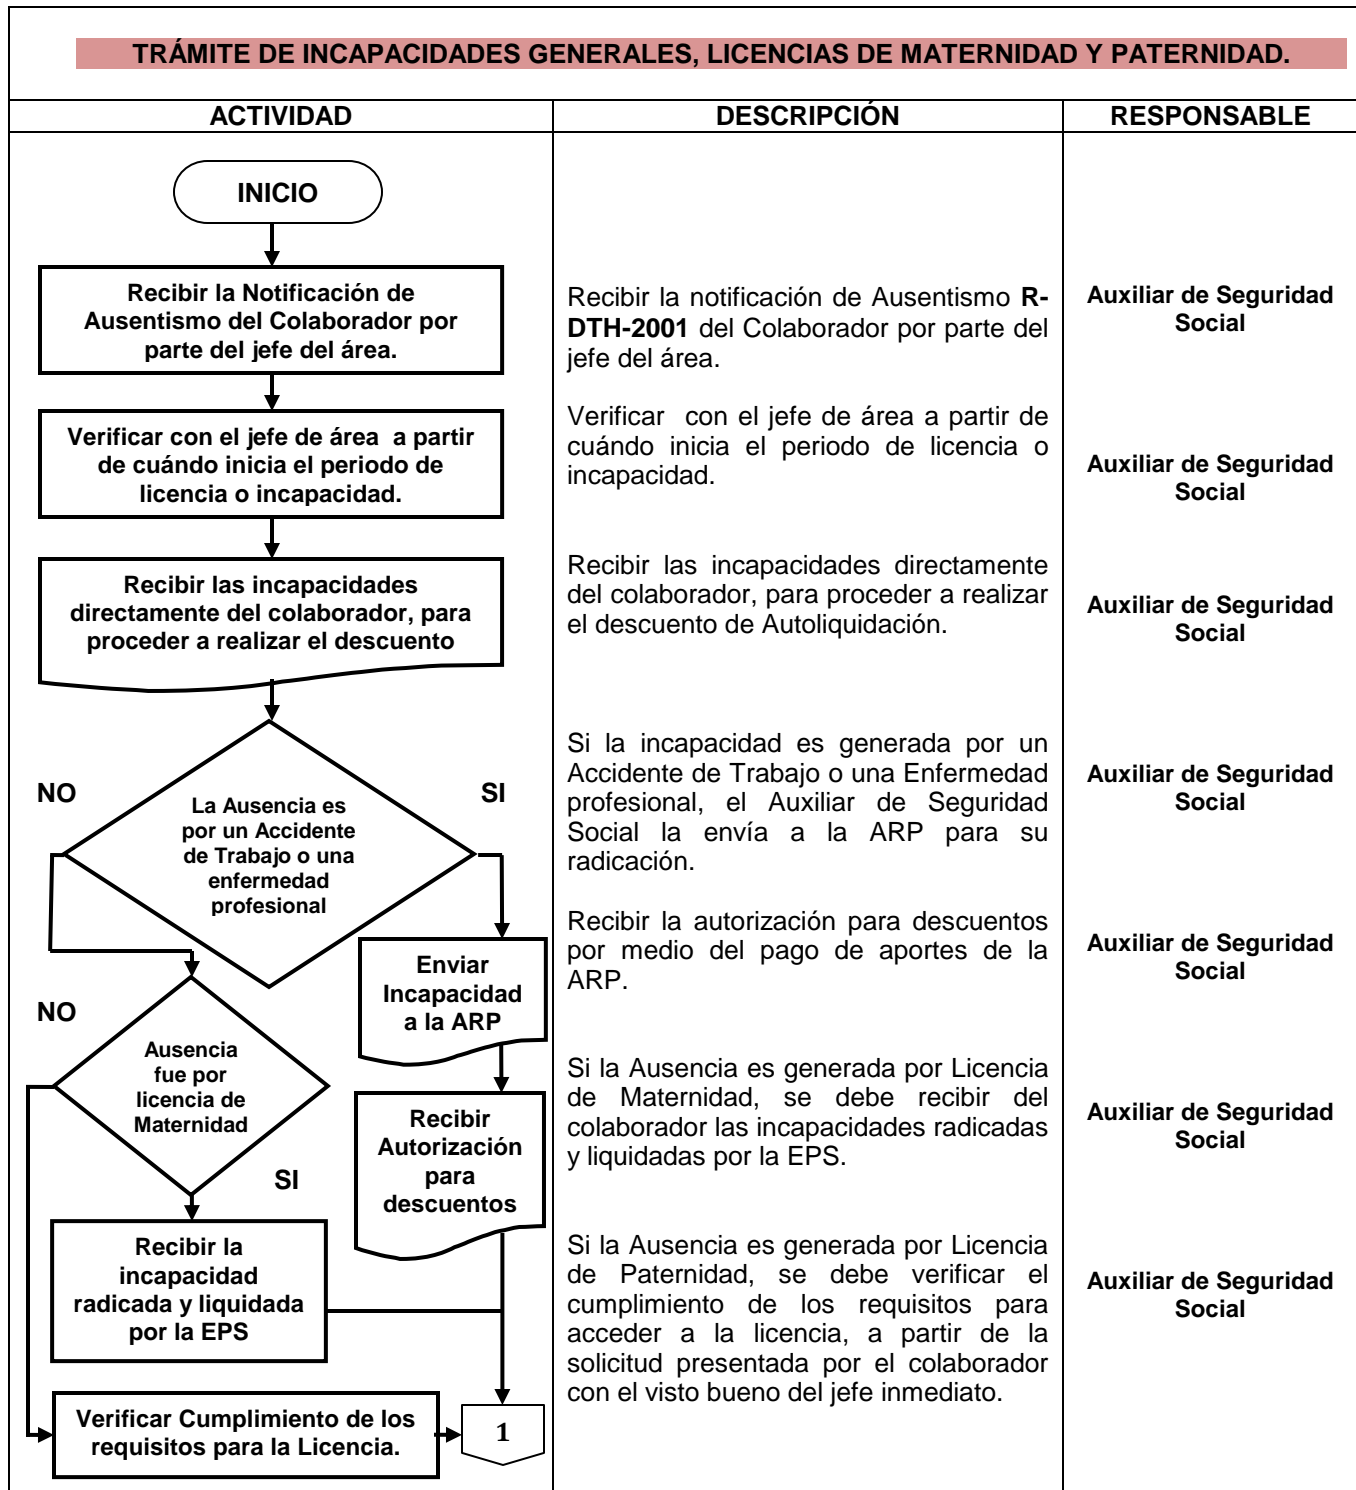 TRÁMITE DE INCAPACIDADES GENERALES, LICENCIAS DE MATERNIDAD Y PATERNIDAD.
ACTIVIDAD
DESCRIPCIÓN
RESPONSABLE
INICIO
Recibir la Notificación de
Ausentismo del Colaborador por
parte del jefe del área.
Recibir la notificación de Ausentismo R-
DTH-2001 del Colaborador por parte del
jefe del área.
Auxiliar de Seguridad
Social
Verificar con el jefe de área a partir
de cuándo inicia el periodo de
licencia o incapacidad.
Verificar con el jefe de área a partir de
cuándo inicia el periodo de licencia o
incapacidad.
Auxiliar de Seguridad
Social
Recibir las incapacidades
directamente del colaborador, para
proceder a realizar el descuento
Recibir las incapacidades directamente
del colaborador, para proceder a realizar
el descuento de Autoliquidación.
Auxiliar de Seguridad
Social
NO
SI
La Ausencia es
por un Accidente
de Trabajo o una
enfermedad
profesional
Si la incapacidad es generada por un
Accidente de Trabajo o una Enfermedad
profesional, el Auxiliar de Seguridad
Social la envía a la ARP para su
radicación.
Auxiliar de Seguridad
Social
Enviar
Incapacidad
a la ARP
Recibir la autorización para descuentos
por medio del pago de aportes de la
ARP.
Auxiliar de Seguridad
Social
NO
Ausencia
fue por
licencia de
Maternidad
SI
Recibir
Autorización
para
descuentos
Si la Ausencia es generada por Licencia
de Maternidad, se debe recibir del
colaborador las incapacidades radicadas
y liquidadas por la EPS.
Auxiliar de Seguridad
Social
Recibir la
incapacidad
radicada y liquidada
por la EPS
Si la Ausencia es generada por Licencia
de Paternidad, se debe verificar el
cumplimiento de los requisitos para
acceder a la licencia, a partir de la
solicitud presentada por el colaborador
con el visto bueno del jefe inmediato.
Auxiliar de Seguridad
Social
Verificar Cumplimiento de los
requisitos para la Licencia.
1